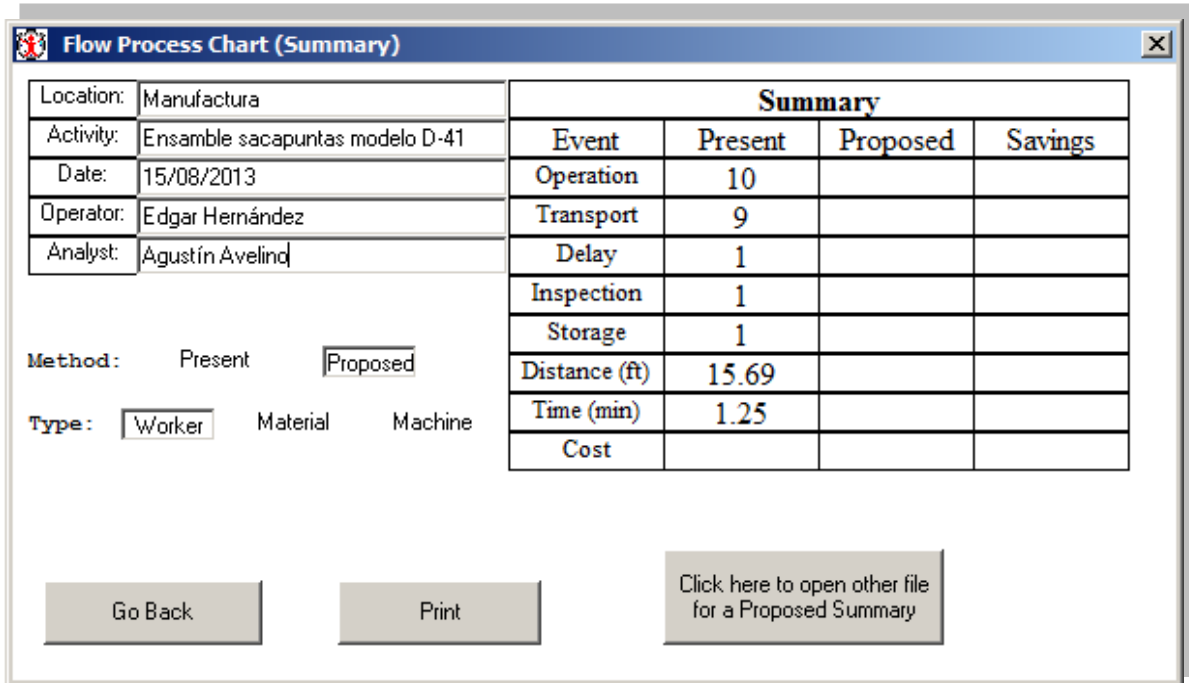 Flow Process Chart (Summary)
Location: Manufactura
Activity: Ensamble sacapuntas modelo D-41
Date: 15/08/2013
Operator: Edgar Hernández
Analyst: Agustín Avelino
Method: Present Proposed
Type: Worker Material Machine
Summary
Event Present Proposed Savings
Operation 10
Transport 9
Delay 1
Inspection 1
Storage 1
Distance (ft) 15.69
Time (min) 1.25
Cost
Go Back
Print
Click here to open other file
for a Proposed Summary